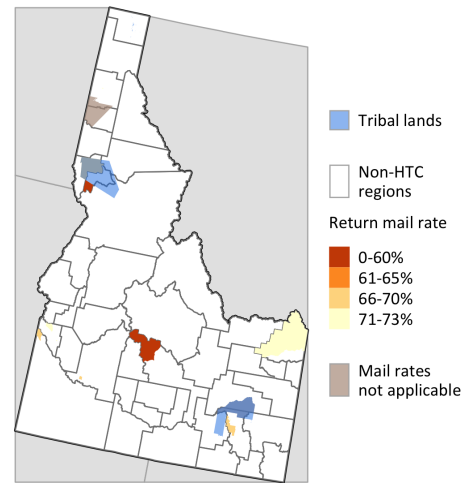 Tribal lands
Non-HTC
regions
Return mail rate
0-60%
61-65%
66-70%
71-73%
Mail rates
not applicable